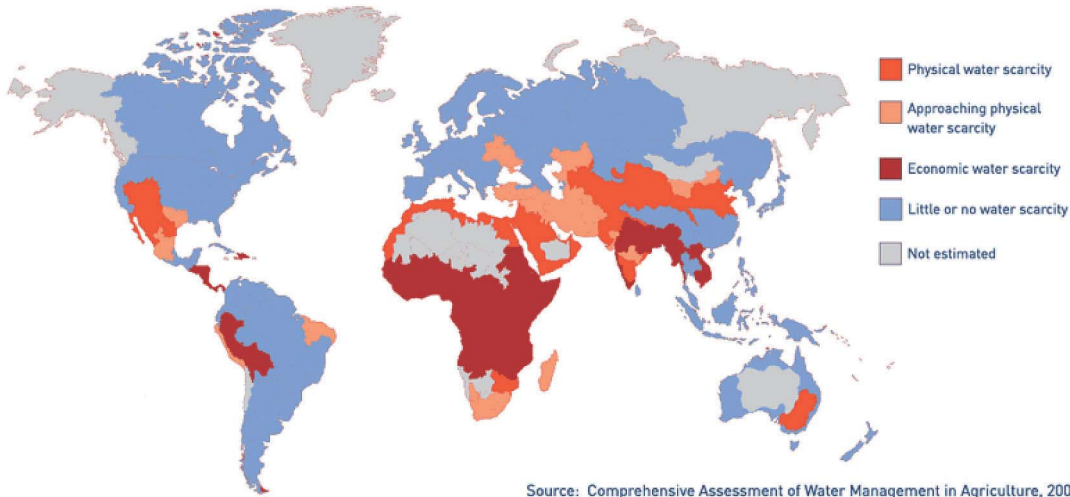 Physical water scarcity
Approaching physical
water scarcity
Economic water scarcity
Little or no water scarcity
Not estimated
Source: Comprehensive Assessment of Water Management in Agriculture, 200